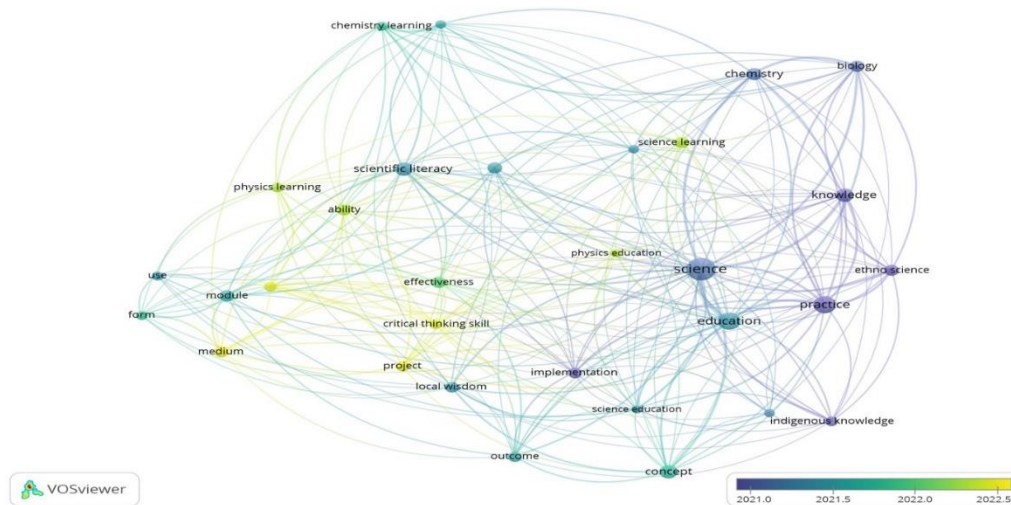 chemistry learning
biology
chemistry
science learning
scientific literacy
physics learning
knowledge
ability
physics education
science
ethno science
use
effectiveness
module
practice
form
education
critical thinking skill
medium
project
implementation
local wisdom
science education
indigenous knowledge
outcome
concept
VOSviewer
2021.0 2021.5 2022.0 2022.5